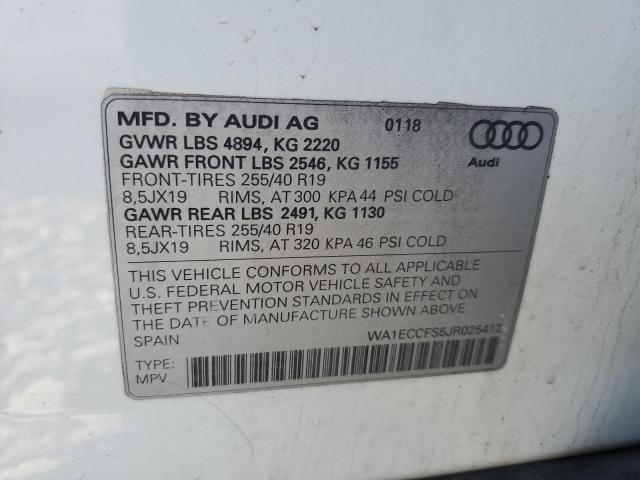 MFD. BY AUDI AG 0118
GVWR LBS 4894, KG 2220
GAWR FRONT LBS 2546, KG 1155
Audi
FRONT-TIRES 255/40 R19
8,5JX19 RIMS, AT 300 KPA 44 PSI COLD
GAWR REAR LBS 2491, KG 1130
REAR-TIRES 255/40 R19
8,5JX19 RIMS, AT 320 KPA 46 PSI COLD
THIS VEHICLE CONFORMS TO ALL APPLICABLE
U.S. FEDERAL MOTOR VEHICLE SAFETY AND
THEFT PREVENTION STANDARDS IN EFFECT ON
THE DATE OF MANUFACTURE SHOWN ABOVE.
SPAIN WA1ECCFS5JR025412
TYPE:
MPV